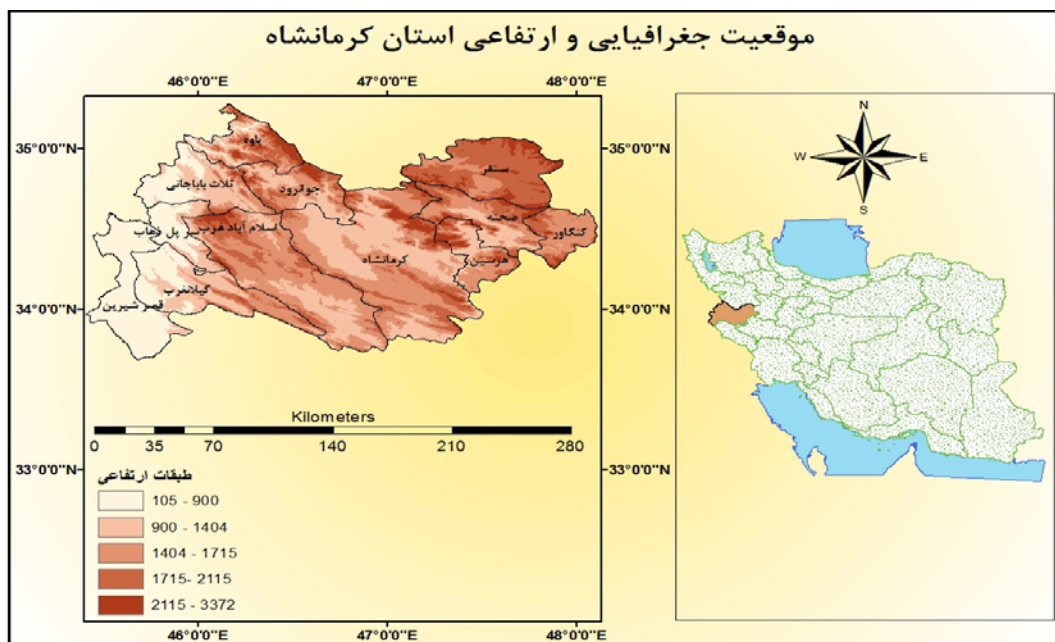 موقعیت جغرافیایی و ارتفاعی استان کرمانشاه
46°0'0"E 47°0'0"E 48°0'0"E
35°0'0"N 35°0'0"N
34°0'0"N 34°0'0"N
33°0'0"N 33°0'0"N
پاوه
سنقر
ثلاث باباجانی
جوانرود
صحنه
کنگاور
سر پل ذهاب
اسلام آباد غرب
کرمانشاه
هرسین
گیلانغرب
قصر شیرین
Kilometers
0 35 70 140 210 280
طبقات ارتفاعی
105 - 900
900 - 1404
1404 - 1715
1715- 2115
2115 - 3372
46°0'0"E 47°0'0"E 48°0'0"E
N
W E
S